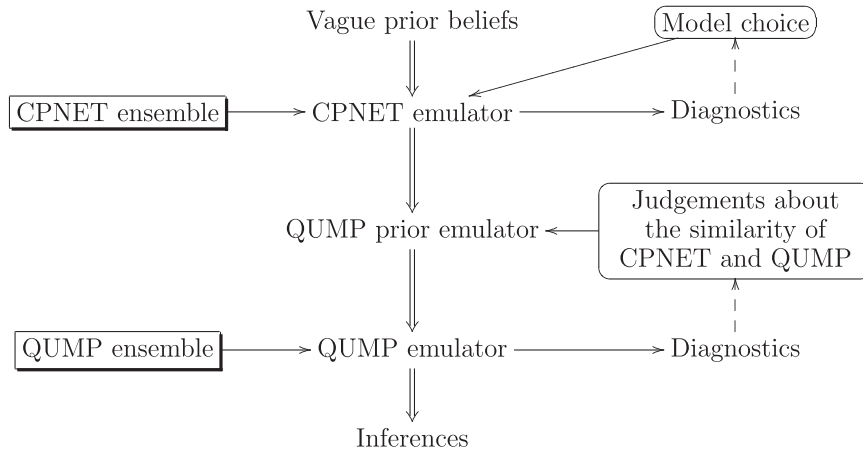 Vague prior beliefs
Model choice
CPNET ensemble
CPNET emulator
Diagnostics
QUMP prior emulator
Judgements about
the similarity of
CPNET and QUMP
QUMP ensemble
QUMP emulator
Diagnostics
Inferences